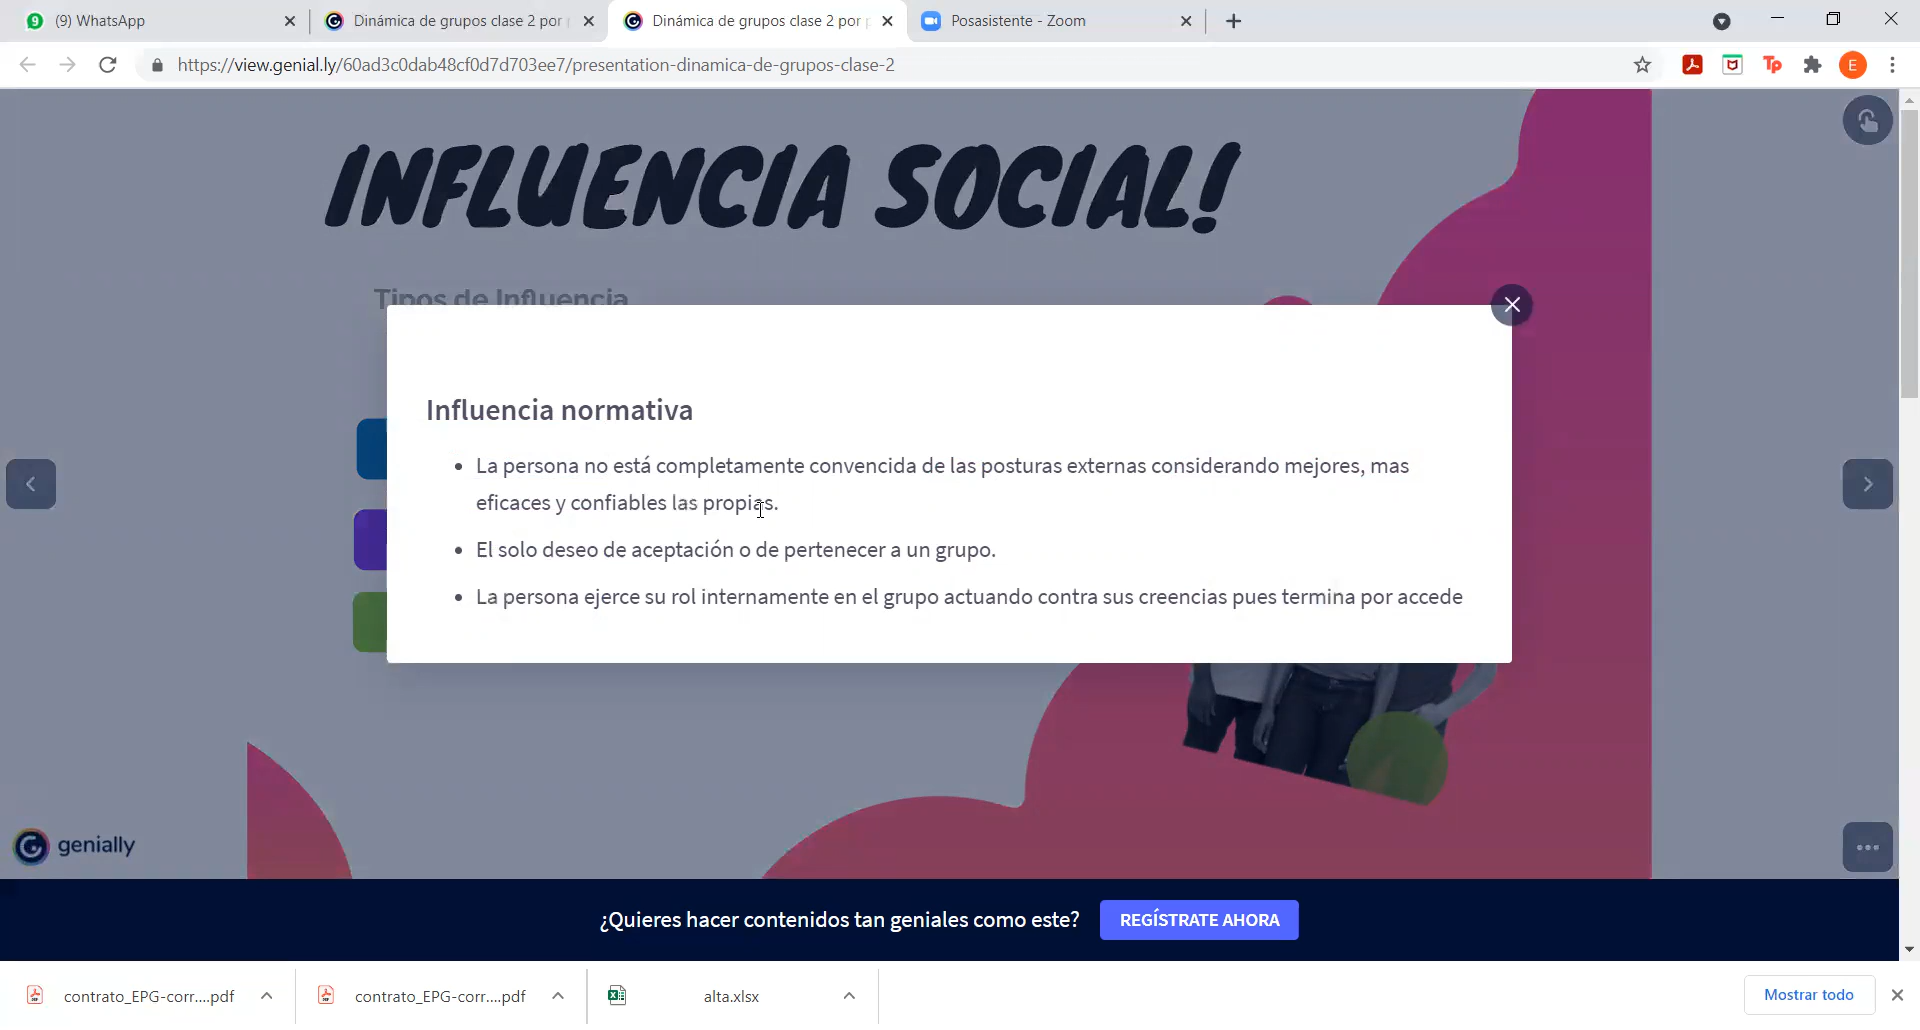 (9) WhatsApp
Dinámica de grupos clase 2 por
Dinámica de grupos clase 2 por
Posasistente - Zoom
https://view.genial.ly/60ad3c0dab48cf0d7d703ee7/presentation-dinamica-de-grupos-clase-2
E
INFLUENCIA SOCIAL!
Tipos de Influencia
Influencia normativa
• La persona no está completamente convencida de las posturas externas considerando mejores, mas
eficaces y confiables las propias.
• El solo deseo de aceptación o de pertenecer a un grupo.
• La persona ejerce su rol internamente en el grupo actuando contra sus creencias pues termina por accede
genially
¿Quieres hacer contenidos tan geniales como este?
REGÍSTRATE AHORA
contrato_EPG-corr....pdf
contrato_EPG-corr....pdf
alta.xlsx
Mostrar todo